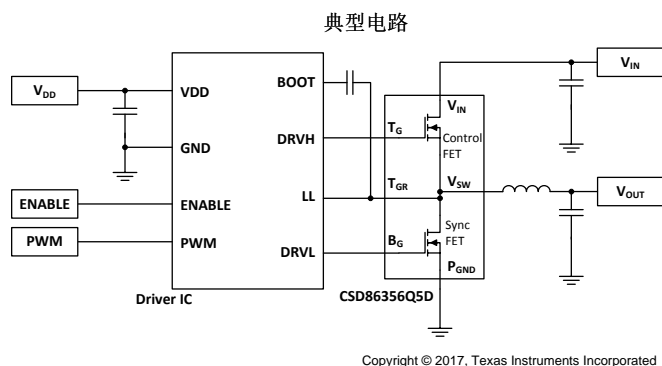 典型电路
VDD
VDD
GND
ENABLE
ENABLE
PWM
PWM
BOOT
DRVH
LL
DRVL
Driver IC
TG
TGR
BG
VIN
Control
FET
VSW
Sync
FET
PGND
CSD86356Q5D
VIN
VOUT
Copyright © 2017, Texas Instruments Incorporated